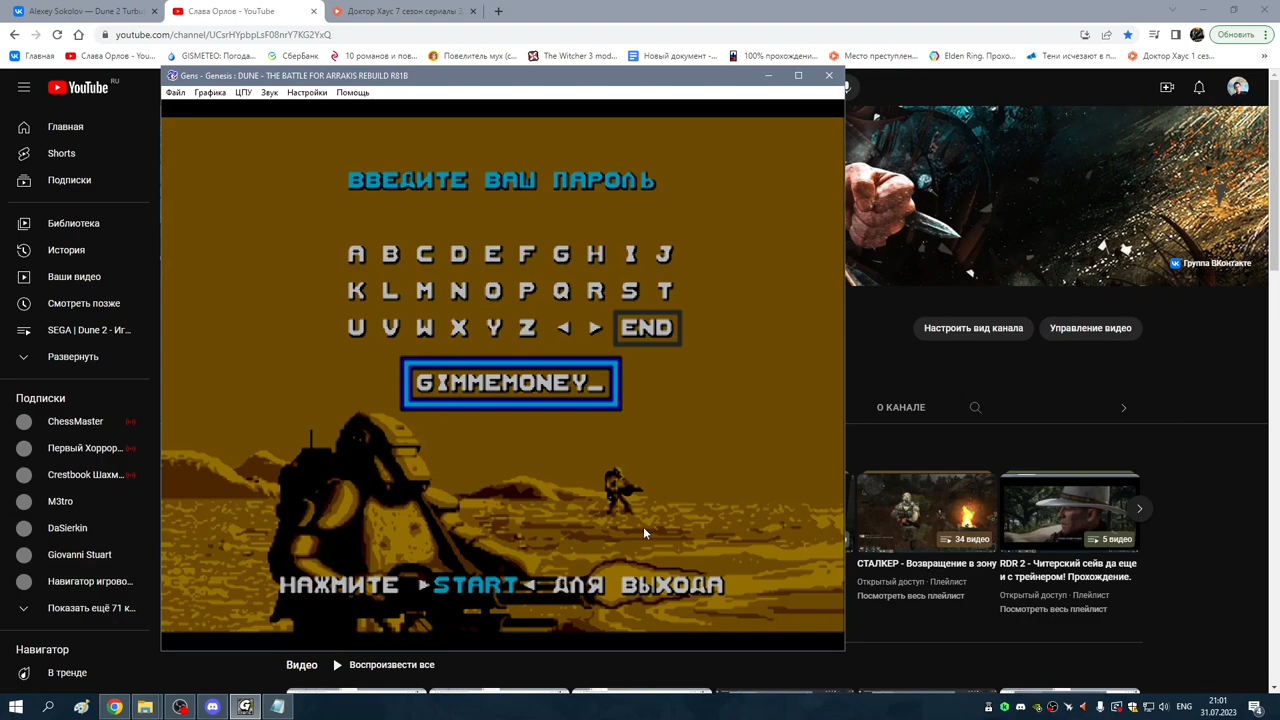 Alexey Sokolov — Dune 2 Turbu
Слава Орлов - YouTube
Доктор Хаус 7 сезон сериалы 3
youtube.com/channel/UCsrHYpbpLsF08nrY7KG2YxQ
Обновить
Главная
Слава Орлов - You...
GISMETEO: Погода...
СберБанк
10 романов и пов...
Повелитель мух (с...
The Witcher 3 mod...
Новый документ...
100% прохождени...
Место преступлен...
Elden Ring. Прохо...
Тени исчезают в п...
Доктор Хаус 1 сез...
»
YouTube
RU
Главная
Shorts
Подписки
Библиотека
История
Ваши видео
Смотреть позже
SEGA | Dune 2 - Иг...
Развернуть
Подписки
ChessMaster
Первый Хоррор...
Crestbook Шахм...
M3tro
DaSierkin
Giovanni Stuart
Навигатор игрово...
Показать ещё 71 к...
Навигатор
В тренде
Gens - Genesis : DUNE - THE BATTLE FOR ARRAKIS REBUILD R81B
Файл Графика ЦПУ Звук Настройки Помощь
ВВЕДИТЕ ВАШ ПАРОЛЬ
A B C D E F G H I J
K L M N O P Q R S T
U V W X Y Z ◄ ► END
GIMMEMONEY_
НАЖМИТЕ ►START◄ ДЛЯ ВЫХОДА
Группа ВКонтакте
Настроить вид канала
Управление видео
О КАНАЛЕ
34 видео
5 видео
СТАЛКЕР - Возвращение в зону
Открытый доступ · Плейлист
Посмотреть весь плейлист
RDR 2 - Читерский сейв да еще
и с трейнером! Прохождение.
Открытый доступ · Плейлист
Посмотреть весь плейлист
Видео
Воспроизвести все
ENG
21:01
31.07.2023